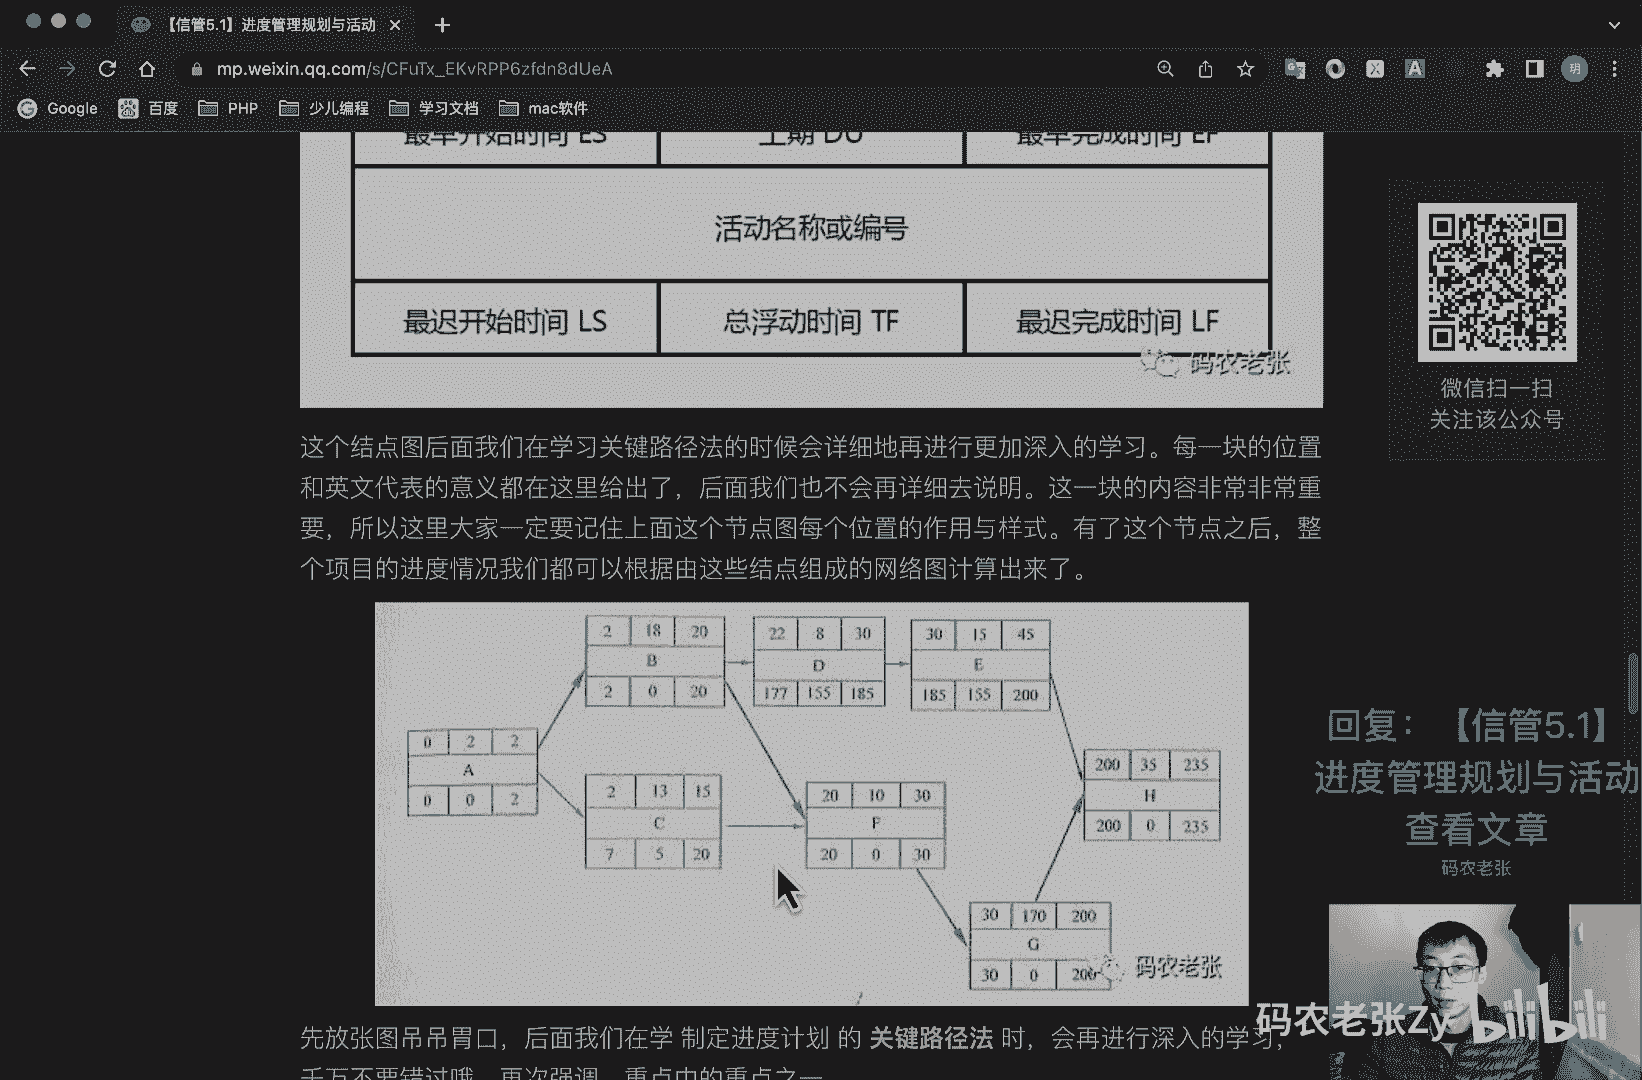 【信管5.1】进度管理规划与活动
mp.weixin.qq.com/s/CFuTx_EKvRPP6zfdn8dUeA
A
玥
Google 百度 PHP 少儿编程 学习文档 mac软件
最早开始时间 ES 工期 DU 最早完成时间 EF
活动名称或编号
最迟开始时间 LS 总浮动时间 TF 最迟完成时间 LF
码农老张
微信扫一扫
关注该公众号
这个结点图后面我们在学习关键路径法的时候会详细地再进行更加深入的学习。每一块的位置
和英文代表的意义都在这里给出了，后面我们也不会再详细去说明。这一块的内容非常非常重
要，所以这里大家一定要记住上面这个节点图每个位置的作用与样式。有了这个节点之后，整
个项目的进度情况我们都可以根据由这些结点组成的网络图计算出来了。
2 18 20
B
2 0 20
22 8 30
D
177 155 185
30 15 45
E
185 155 200
0 2 2
A
0 0 2
2 13 15
C
7 5 20
20 10 30
F
20 0 30
200 35 235
H
200 0 235
30 170 200
G
30 0 200
码农老张
回复：【信管5.1】
进度管理规划与活动
查看文章
码农老张
先放张图吊吊胃口，后面我们在学 制定进度计划 的 关键路径法 时，会再进行深入的学习，
千万不要错过哦，再次强调，重点中的重点之一
码农老张Zy bilibili